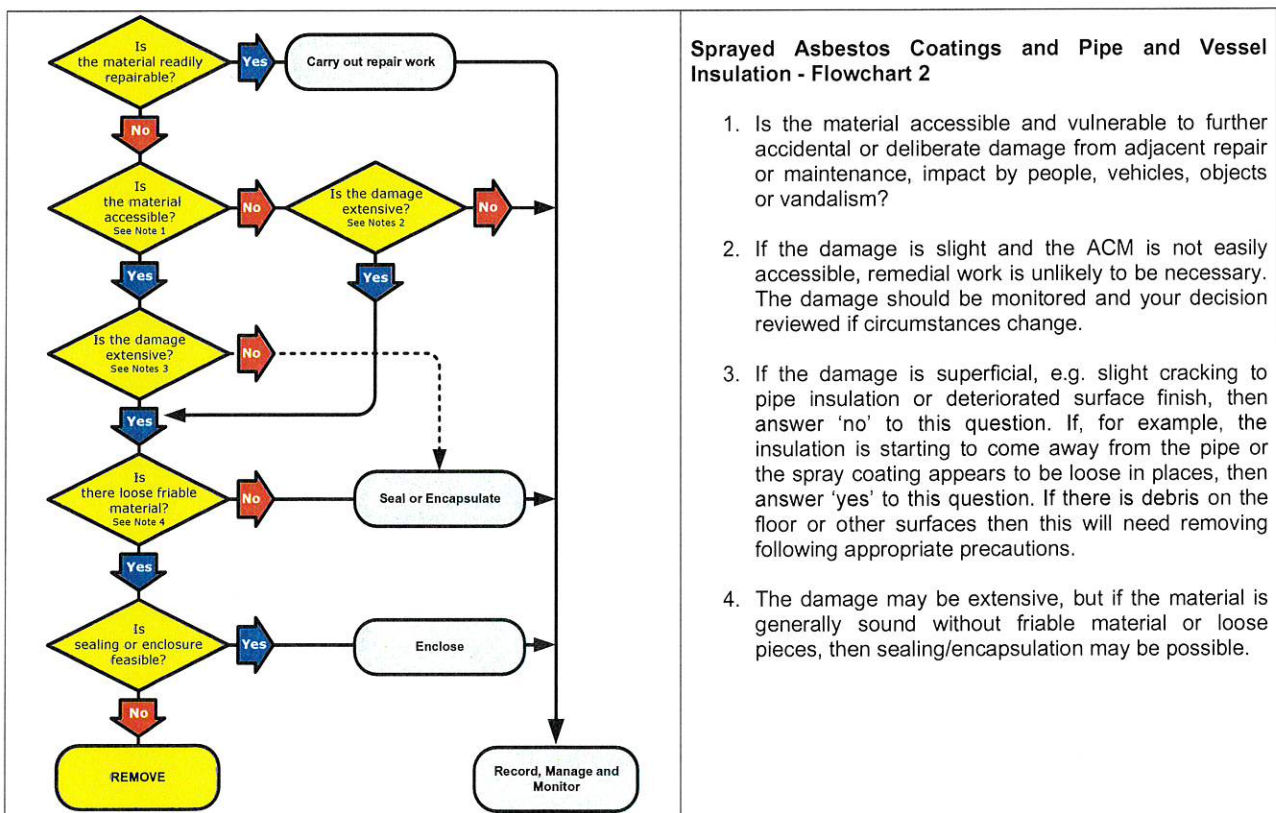 Is
the material readily
repairable?
Yes
Carry out repair work
No
Is
the material
accessible?
See Note 1
No
Is the damage
extensive?
See Notes 2
No
Yes
Yes
Is the damage
extensive?
See Notes 3
No
Yes
Is
there loose friable
material?
See Note 4
No
Seal or Encapsulate
Yes
Is
sealing or enclosure
feasible?
Yes
Enclose
No
REMOVE
Record, Manage and
Monitor
Sprayed Asbestos Coatings and Pipe and Vessel
Insulation - Flowchart 2
1. Is the material accessible and vulnerable to further
accidental or deliberate damage from adjacent repair
or maintenance, impact by people, vehicles, objects
or vandalism?
2. If the damage is slight and the ACM is not easily
accessible, remedial work is unlikely to be necessary.
The damage should be monitored and your decision
reviewed if circumstances change.
3. If the damage is superficial, e.g. slight cracking to
pipe insulation or deteriorated surface finish, then
answer ‘no’ to this question. If, for example, the
insulation is starting to come away from the pipe or
the spray coating appears to be loose in places, then
answer ‘yes’ to this question. If there is debris on the
floor or other surfaces then this will need removing
following appropriate precautions.
4. The damage may be extensive, but if the material is
generally sound without friable material or loose
pieces, then sealing/encapsulation may be possible.